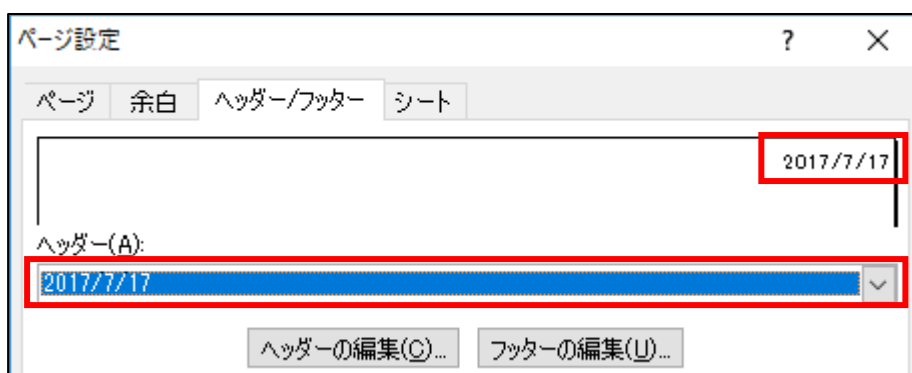 ページ設定 ?
ページ 余白 ヘッダー/フッター シート
2017/7/17
ヘッダー(A):
2017/7/17
ヘッダーの編集(C)... フッターの編集(U)...